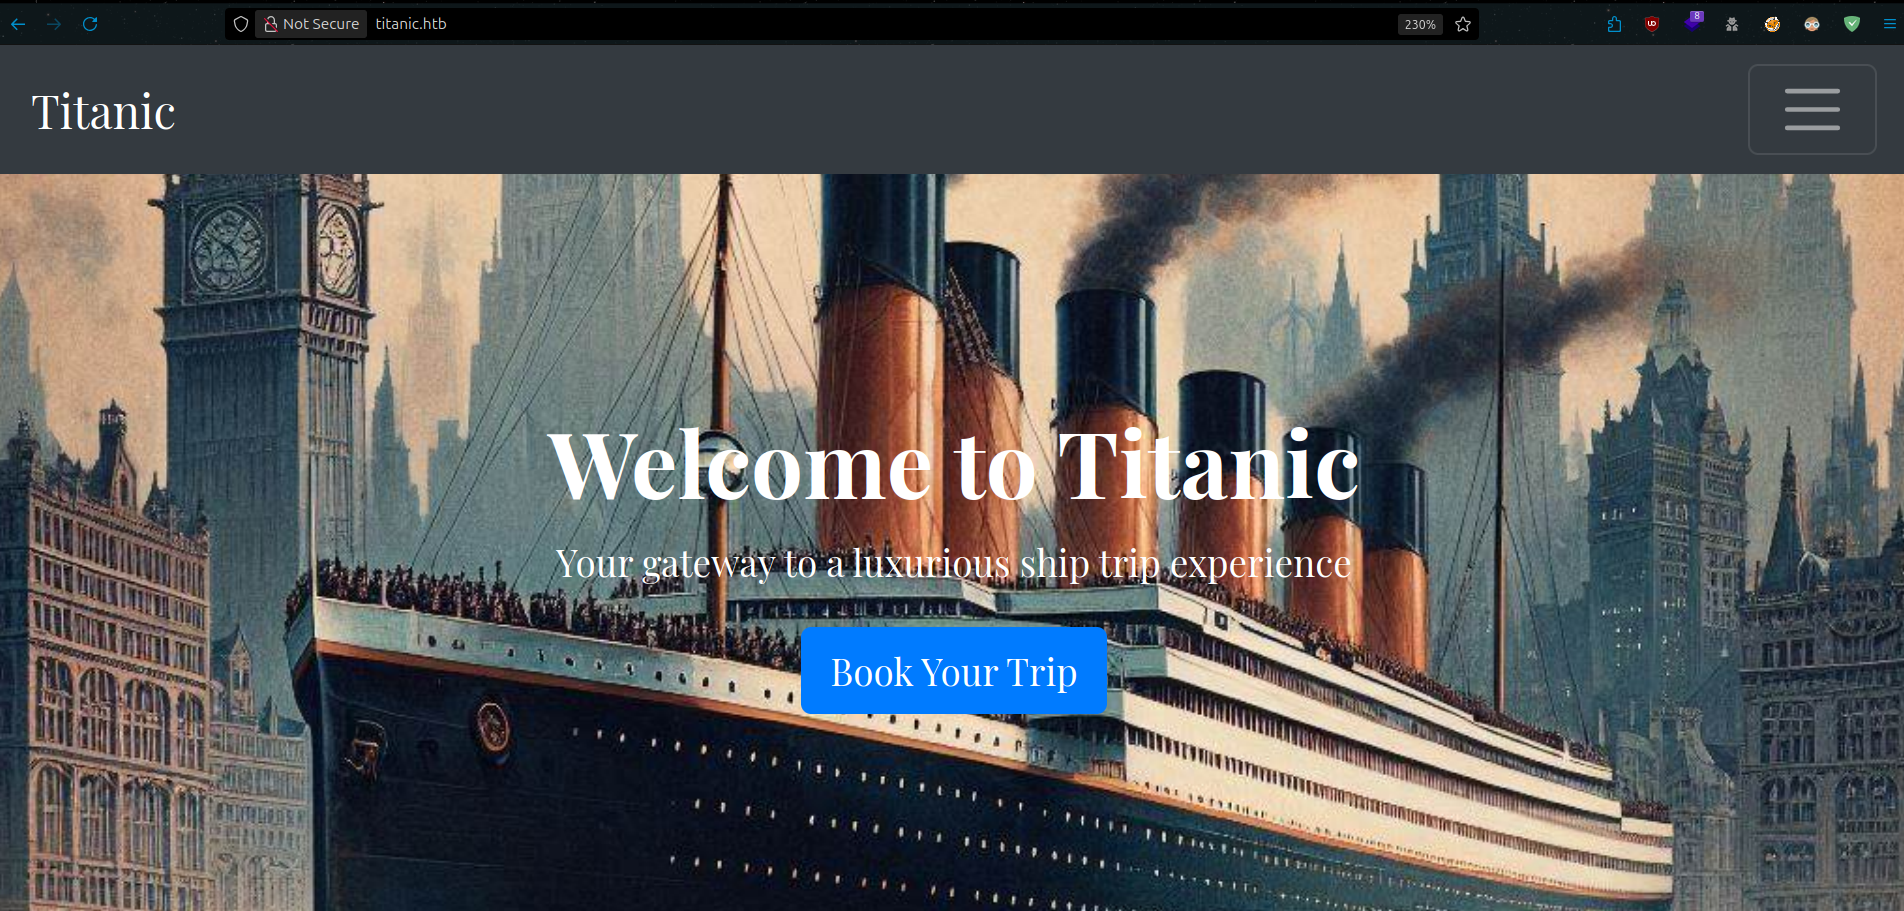 Not Secure titanic.htb 230% 8
Titanic
Welcome to Titanic
Your gateway to a luxurious ship trip experience
Book Your Trip